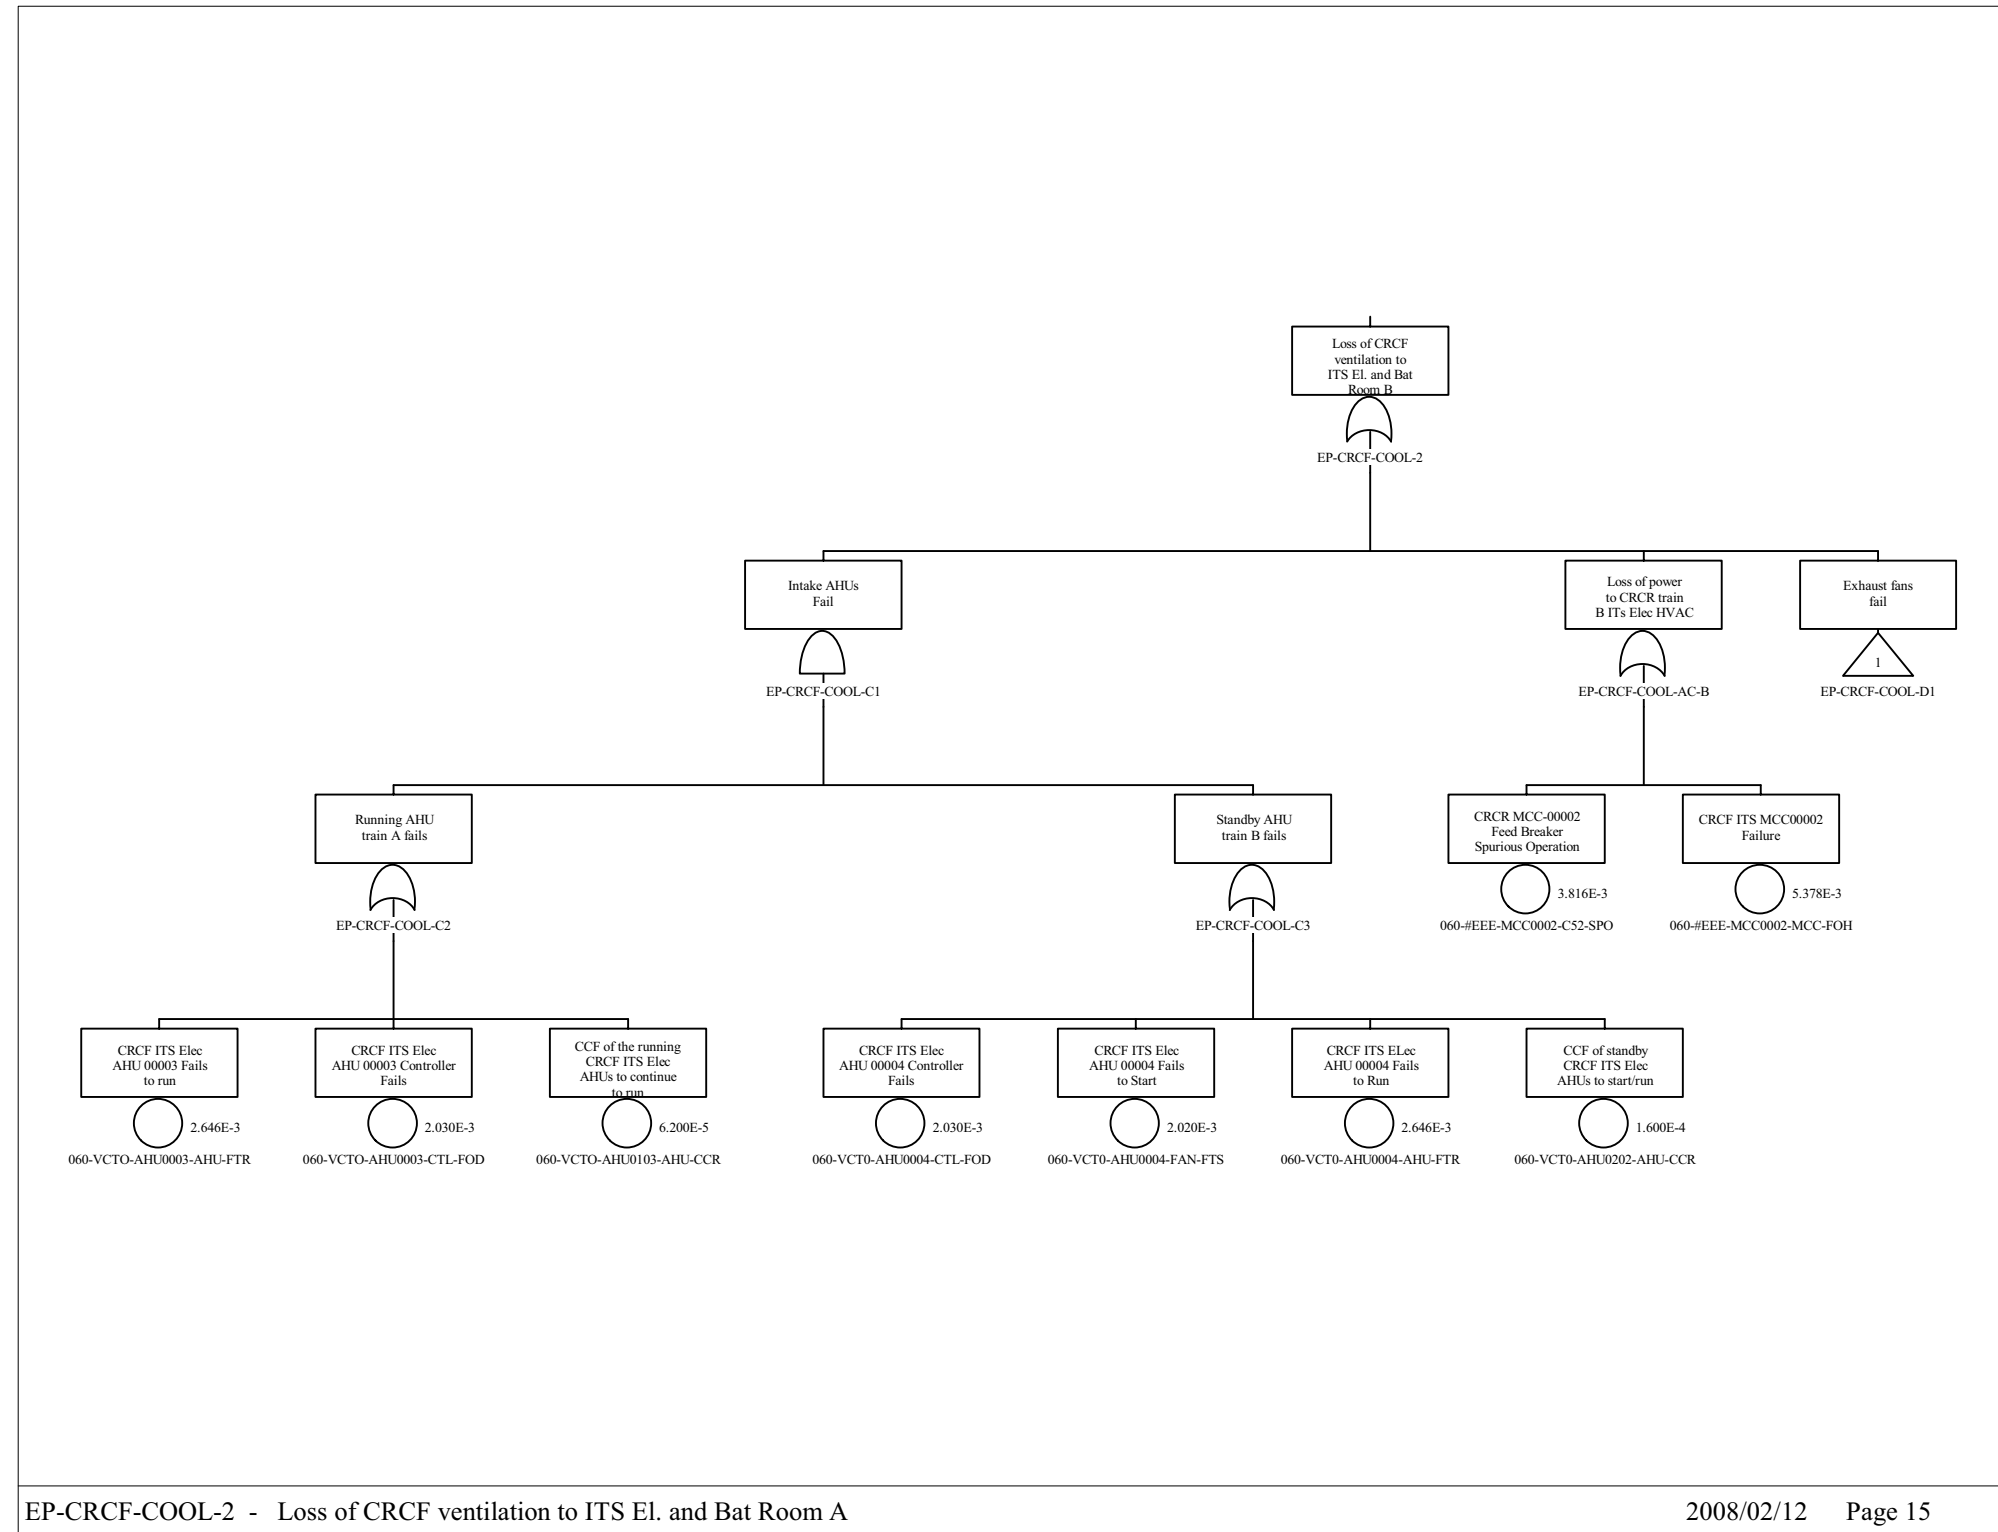 Loss of CRCF
ventilation to
ITS El. and Bat
Room B
EP-CRCF-COOL-2
Intake AHUs
Fail
EP-CRCF-COOL-C1
Loss of power
to CRCR train
B ITs Elec HVAC
EP-CRCF-COOL-AC-B
Exhaust fans
fail
1
EP-CRCF-COOL-D1
Running AHU
train A fails
EP-CRCF-COOL-C2
Standby AHU
train B fails
EP-CRCF-COOL-C3
CRCR MCC-00002
Feed Breaker
Spurious Operation
3.816E-3
060-#EEE-MCC0002-C52-SPO
CRCF ITS MCC00002
Failure
5.378E-3
060-#EEE-MCC0002-MCC-FOH
CRCF ITS Elec
AHU 00003 Fails
to run
2.646E-3
060-VCTO-AHU0003-AHU-FTR
CRCF ITS Elec
AHU 00003 Controller
Fails
2.030E-3
060-VCTO-AHU0003-CTL-FOD
CCF of the running
CRCF ITS Elec
AHUs to continue
to run
6.200E-5
060-VCTO-AHU0103-AHU-CCR
CRCF ITS Elec
AHU 00004 Controller
Fails
2.030E-3
060-VCT0-AHU0004-CTL-FOD
CRCF ITS Elec
AHU 00004 Fails
to Start
2.020E-3
060-VCT0-AHU0004-FAN-FTS
CRCF ITS ELec
AHU 00004 Fails
to Run
2.646E-3
060-VCT0-AHU0004-AHU-FTR
CCF of standby
CRCF ITS Elec
AHUs to start/run
1.600E-4
060-VCT0-AHU0202-AHU-CCR
EP-CRCF-COOL-2 - Loss of CRCF ventilation to ITS El. and Bat Room A
2008/02/12 Page 15